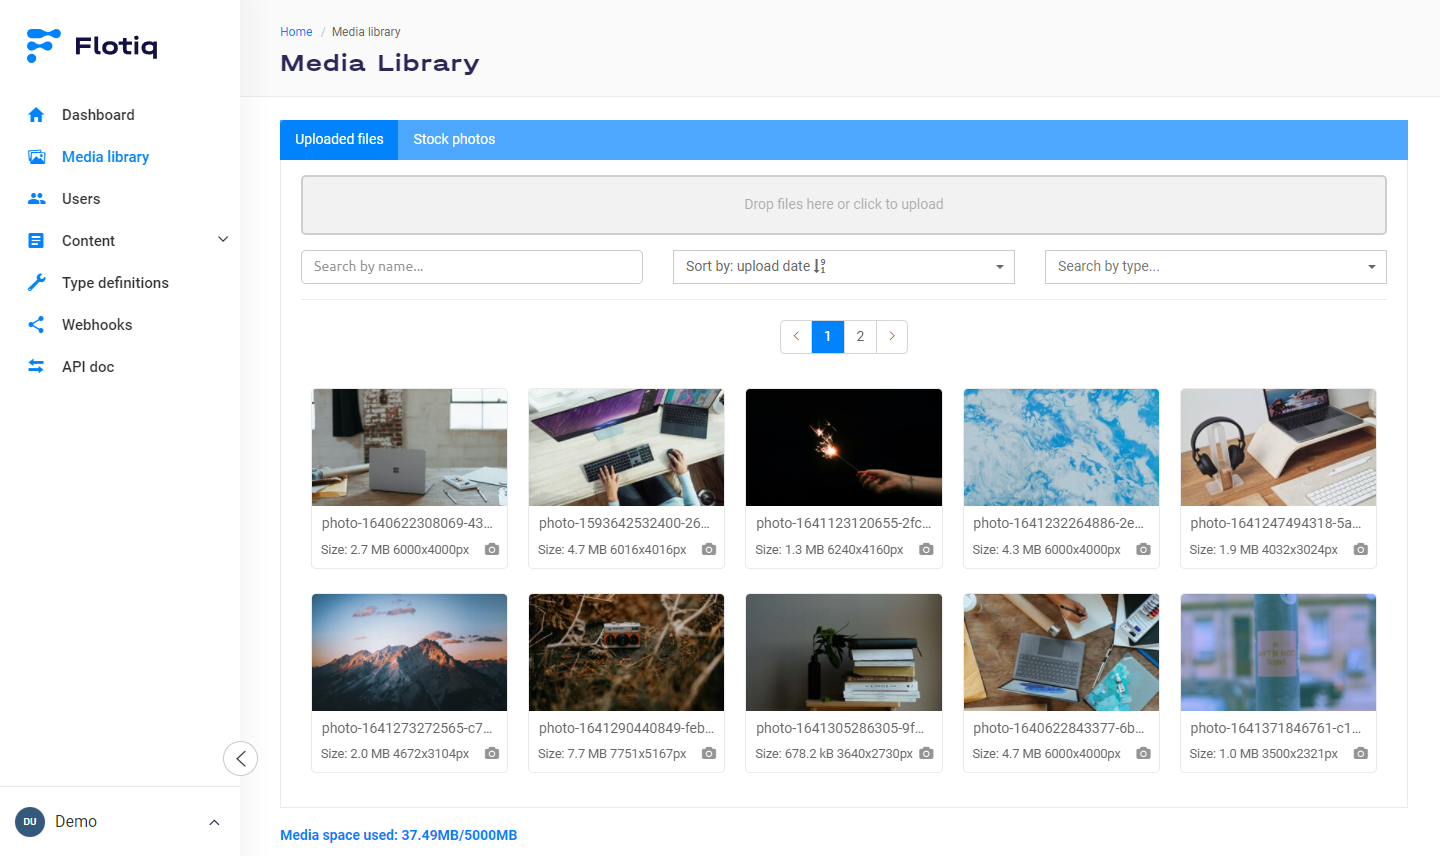 Flotiq
Dashboard
Media library
Users
Content
Type definitions
Webhooks
API doc
DU
Demo
Home / Media library
Media Library
Uploaded files
Stock photos
Drop files here or click to upload
Search by name...
Sort by: upload date
Search by type...
1
2
photo-1640622308069-43...
Size: 2.7 MB 6000x4000px
photo-1593642532400-26...
Size: 4.7 MB 6016x4016px
photo-1641123120655-2fc...
Size: 1.3 MB 6240x4160px
photo-1641232264886-2e...
Size: 4.3 MB 6000x4000px
photo-1641247494318-5a...
Size: 1.9 MB 4032x3024px
photo-1641273272565-c7...
Size: 2.0 MB 4672x3104px
photo-1641290440849-feb...
Size: 7.7 MB 7751x5167px
photo-1641305286305-9f...
Size: 678.2 kB 3640x2730px
photo-1640622843377-6b...
Size: 4.7 MB 6000x4000px
photo-1641371846761-c1...
Size: 1.0 MB 3500x2321px
Media space used: 37.49MB/5000MB